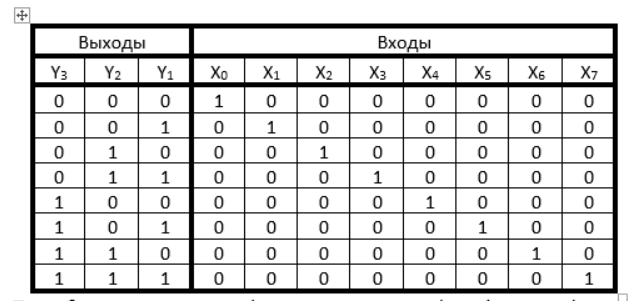 Выходы Входы
Y3 Y2 Y1 X0 X1 X2 X3 X4 X5 X6 X7
0 0 0 1 0 0 0 0 0 0 0
0 0 1 0 1 0 0 0 0 0 0
0 1 0 0 0 1 0 0 0 0 0
0 1 1 0 0 0 1 0 0 0 0
1 0 0 0 0 0 0 1 0 0 0
1 0 1 0 0 0 0 0 1 0 0
1 1 0 0 0 0 0 0 0 1 0
1 1 1 0 0 0 0 0 0 0 1